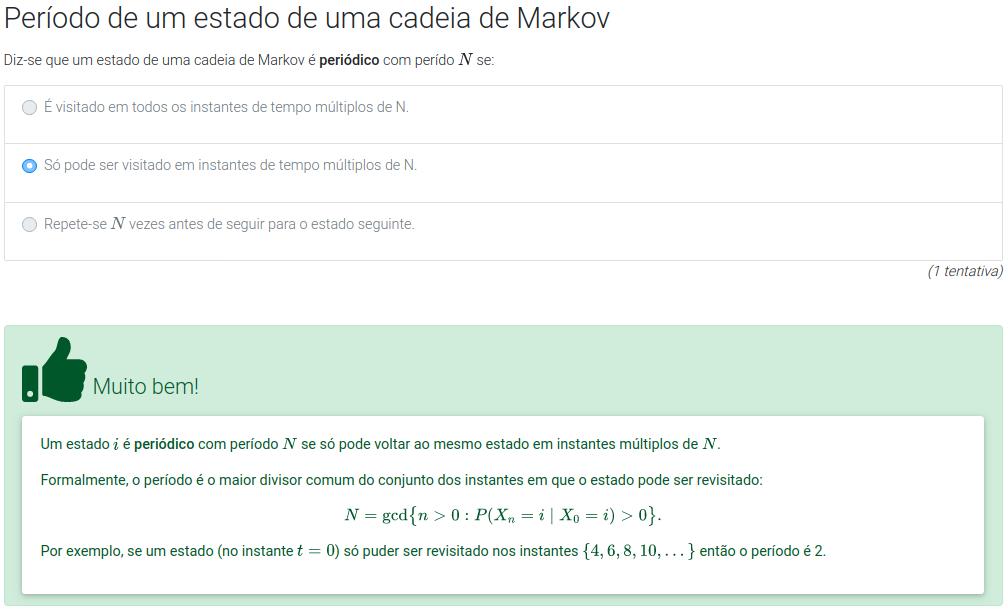 Período de um estado de uma cadeia de Markov
Diz-se que um estado de uma cadeia de Markov é periódico com perído N se:
É visitado em todos os instantes de tempo múltiplos de N.
Só pode ser visitado em instantes de tempo múltiplos de N.
Repete-se N vezes antes de seguir para o estado seguinte.
(1 tentativa)
Muito bem!
Um estado i é periódico com período N se só pode voltar ao mesmo estado em instantes múltiplos de N.
Formalmente, o período é o maior divisor comum do conjunto dos instantes em que o estado pode ser revisitado:
N = gcd{n > 0 : P(Xₙ = i | X₀ = i) > 0}.
Por exemplo, se um estado (no instante t = 0) só puder ser revisitado nos instantes {4, 6, 8, 10, . . . } então o período é 2.